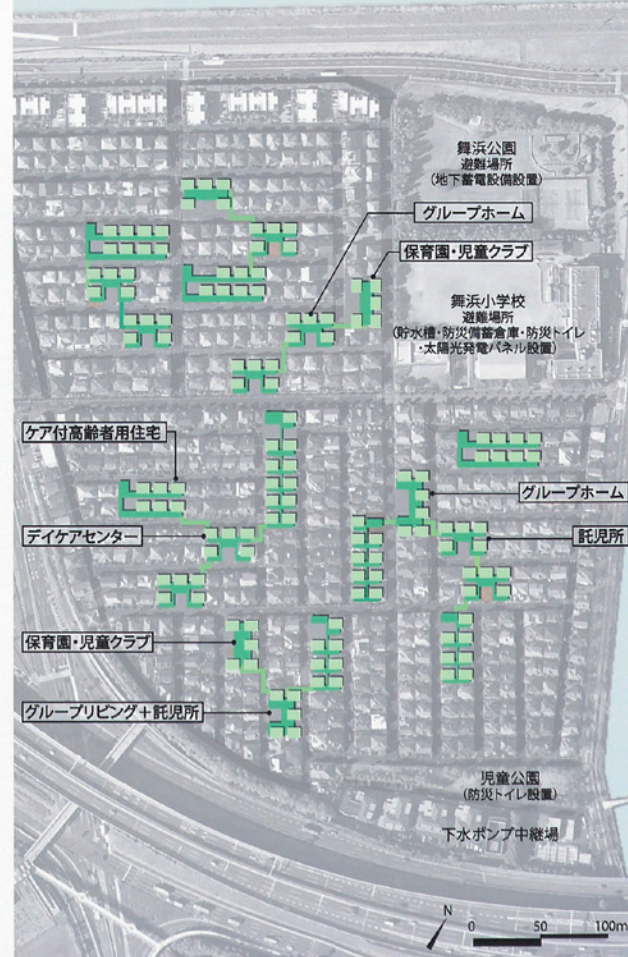 舞浜公園
避難場所
(地下蓄電設備設置)
グループホーム
保育園・児童クラブ
舞浜小学校
避難場所
(貯水槽・防災備蓄倉庫・防災トイレ
・太陽光発電パネル設置)
ケア付高齢者用住宅
グループホーム
デイケアセンター
託児所
保育園・児童クラブ
グループリビング+託児所
児童公園
(防災トイレ設置)
下水ポンプ中継場
N
0 50 100m